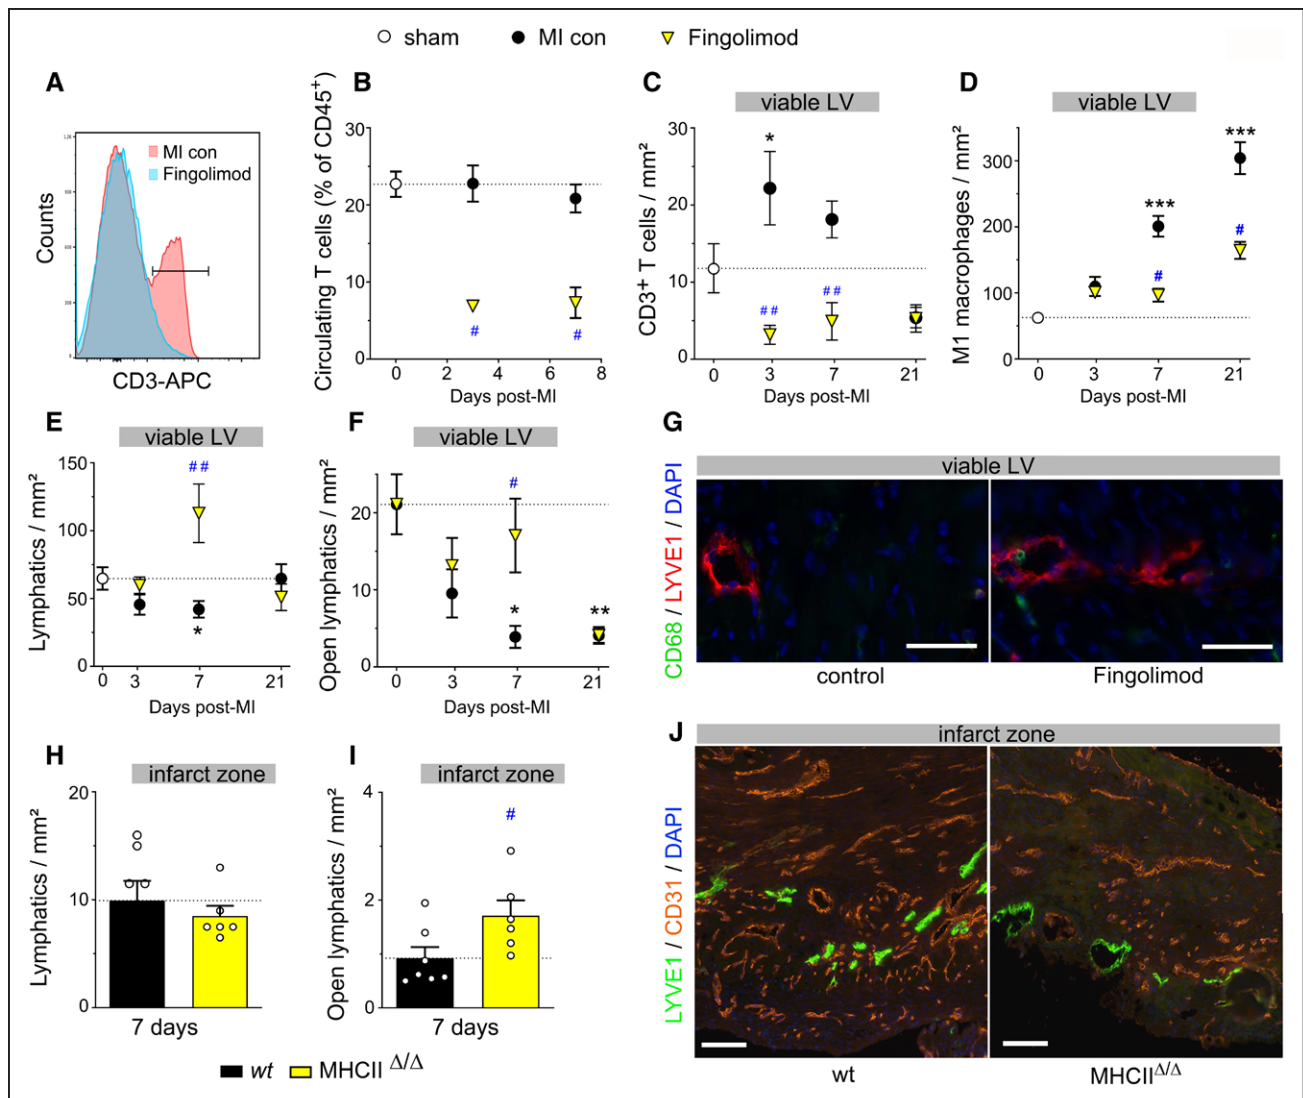 sham MI con Fingolimod
A
MI con
Fingolimod
Counts
CD3-APC
B
Circulating T cells (% of CD45⁺)
30
20
10
0
#
#
0 2 4 6 8
Days post-MI
C
viable LV
CD3⁺ T cells / mm²
30
20
10
0
*
##
##
0 3 7 21
Days post-MI
D
viable LV
M1 macrophages / mm²
300
200
100
0
***
***
#
#
0 3 7 21
Days post-MI
E
viable LV
Lymphatics / mm²
150
100
50
0
##
*
0 3 7 21
Days post-MI
F
viable LV
Open lymphatics / mm²
20
10
0
#
*
**
0 3 7 21
Days post-MI
G
viable LV
CD68 / LYVE1 / DAPI
control Fingolimod
H
infarct zone
Lymphatics / mm²
20
10
0
7 days
I
infarct zone
Open lymphatics / mm²
4
2
0
#
7 days
wt MHCII Δ/Δ
J
infarct zone
LYVE1 / CD31 / DAPI
wt MHCIIΔ/Δ